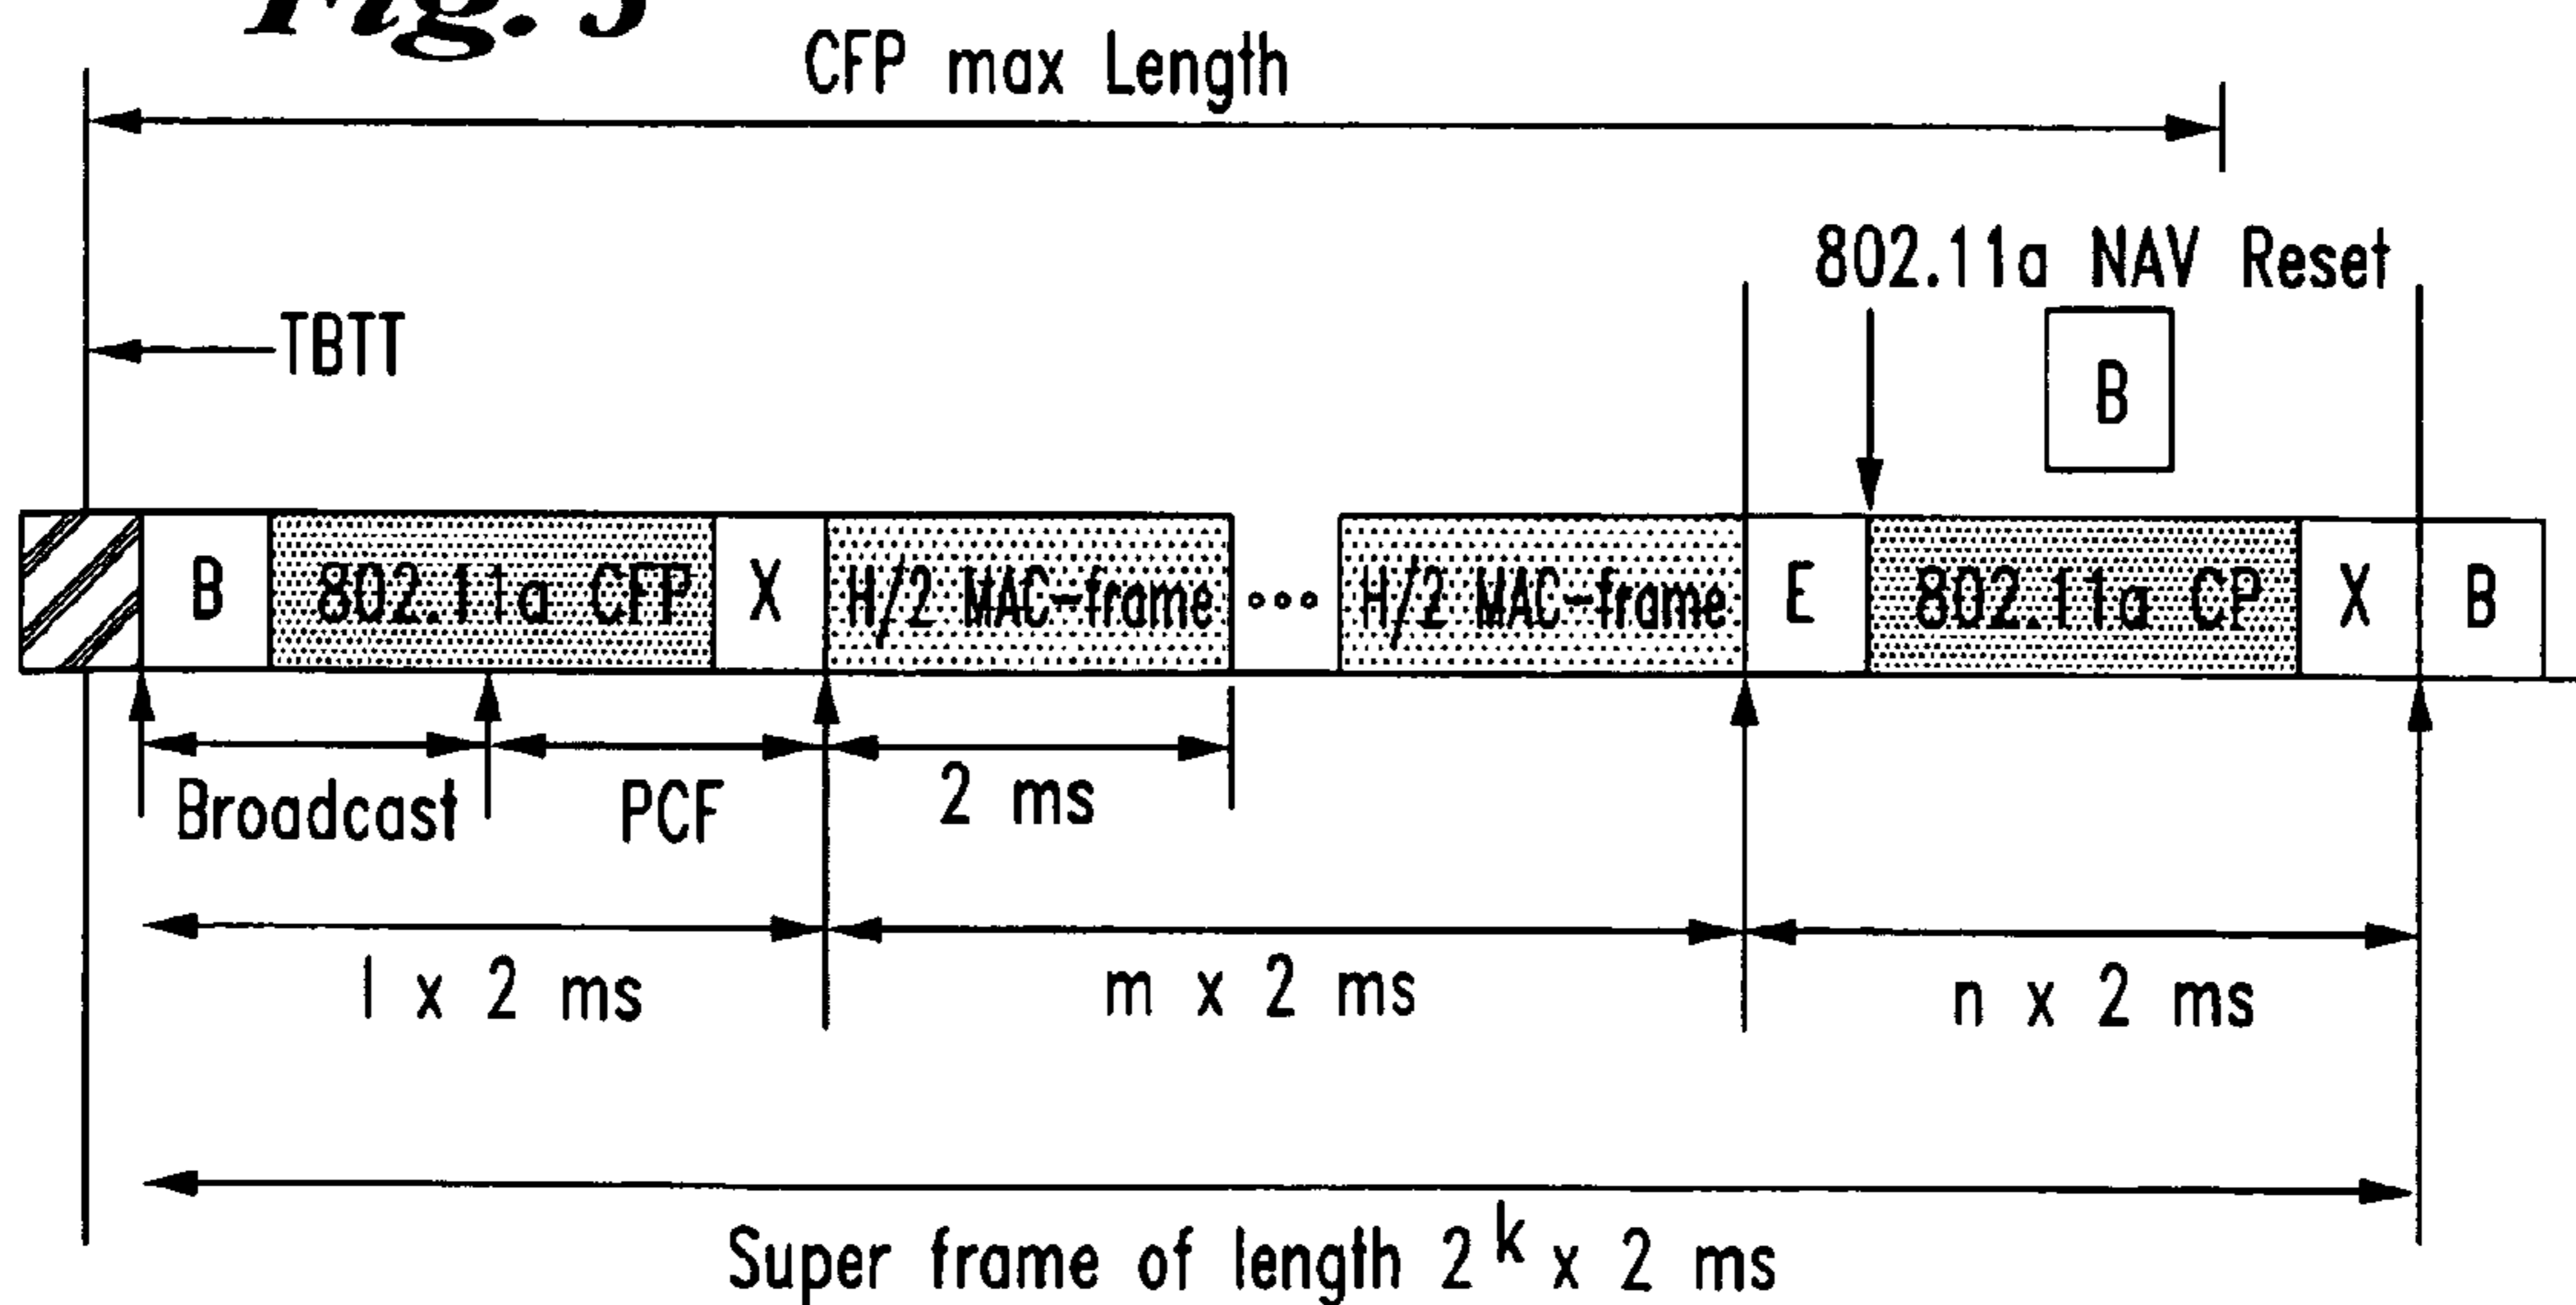 Fig. 5
CFP max Length
802.11a NAV Reset
TBTT
B
B 802.11a CFP X H/2 MAC-frame ••• H/2 MAC-frame E 802.11a CP X B
Broadcast PCF 2 ms
l x 2 ms m x 2 ms n x 2 ms
Super frame of length 2^k x 2 ms